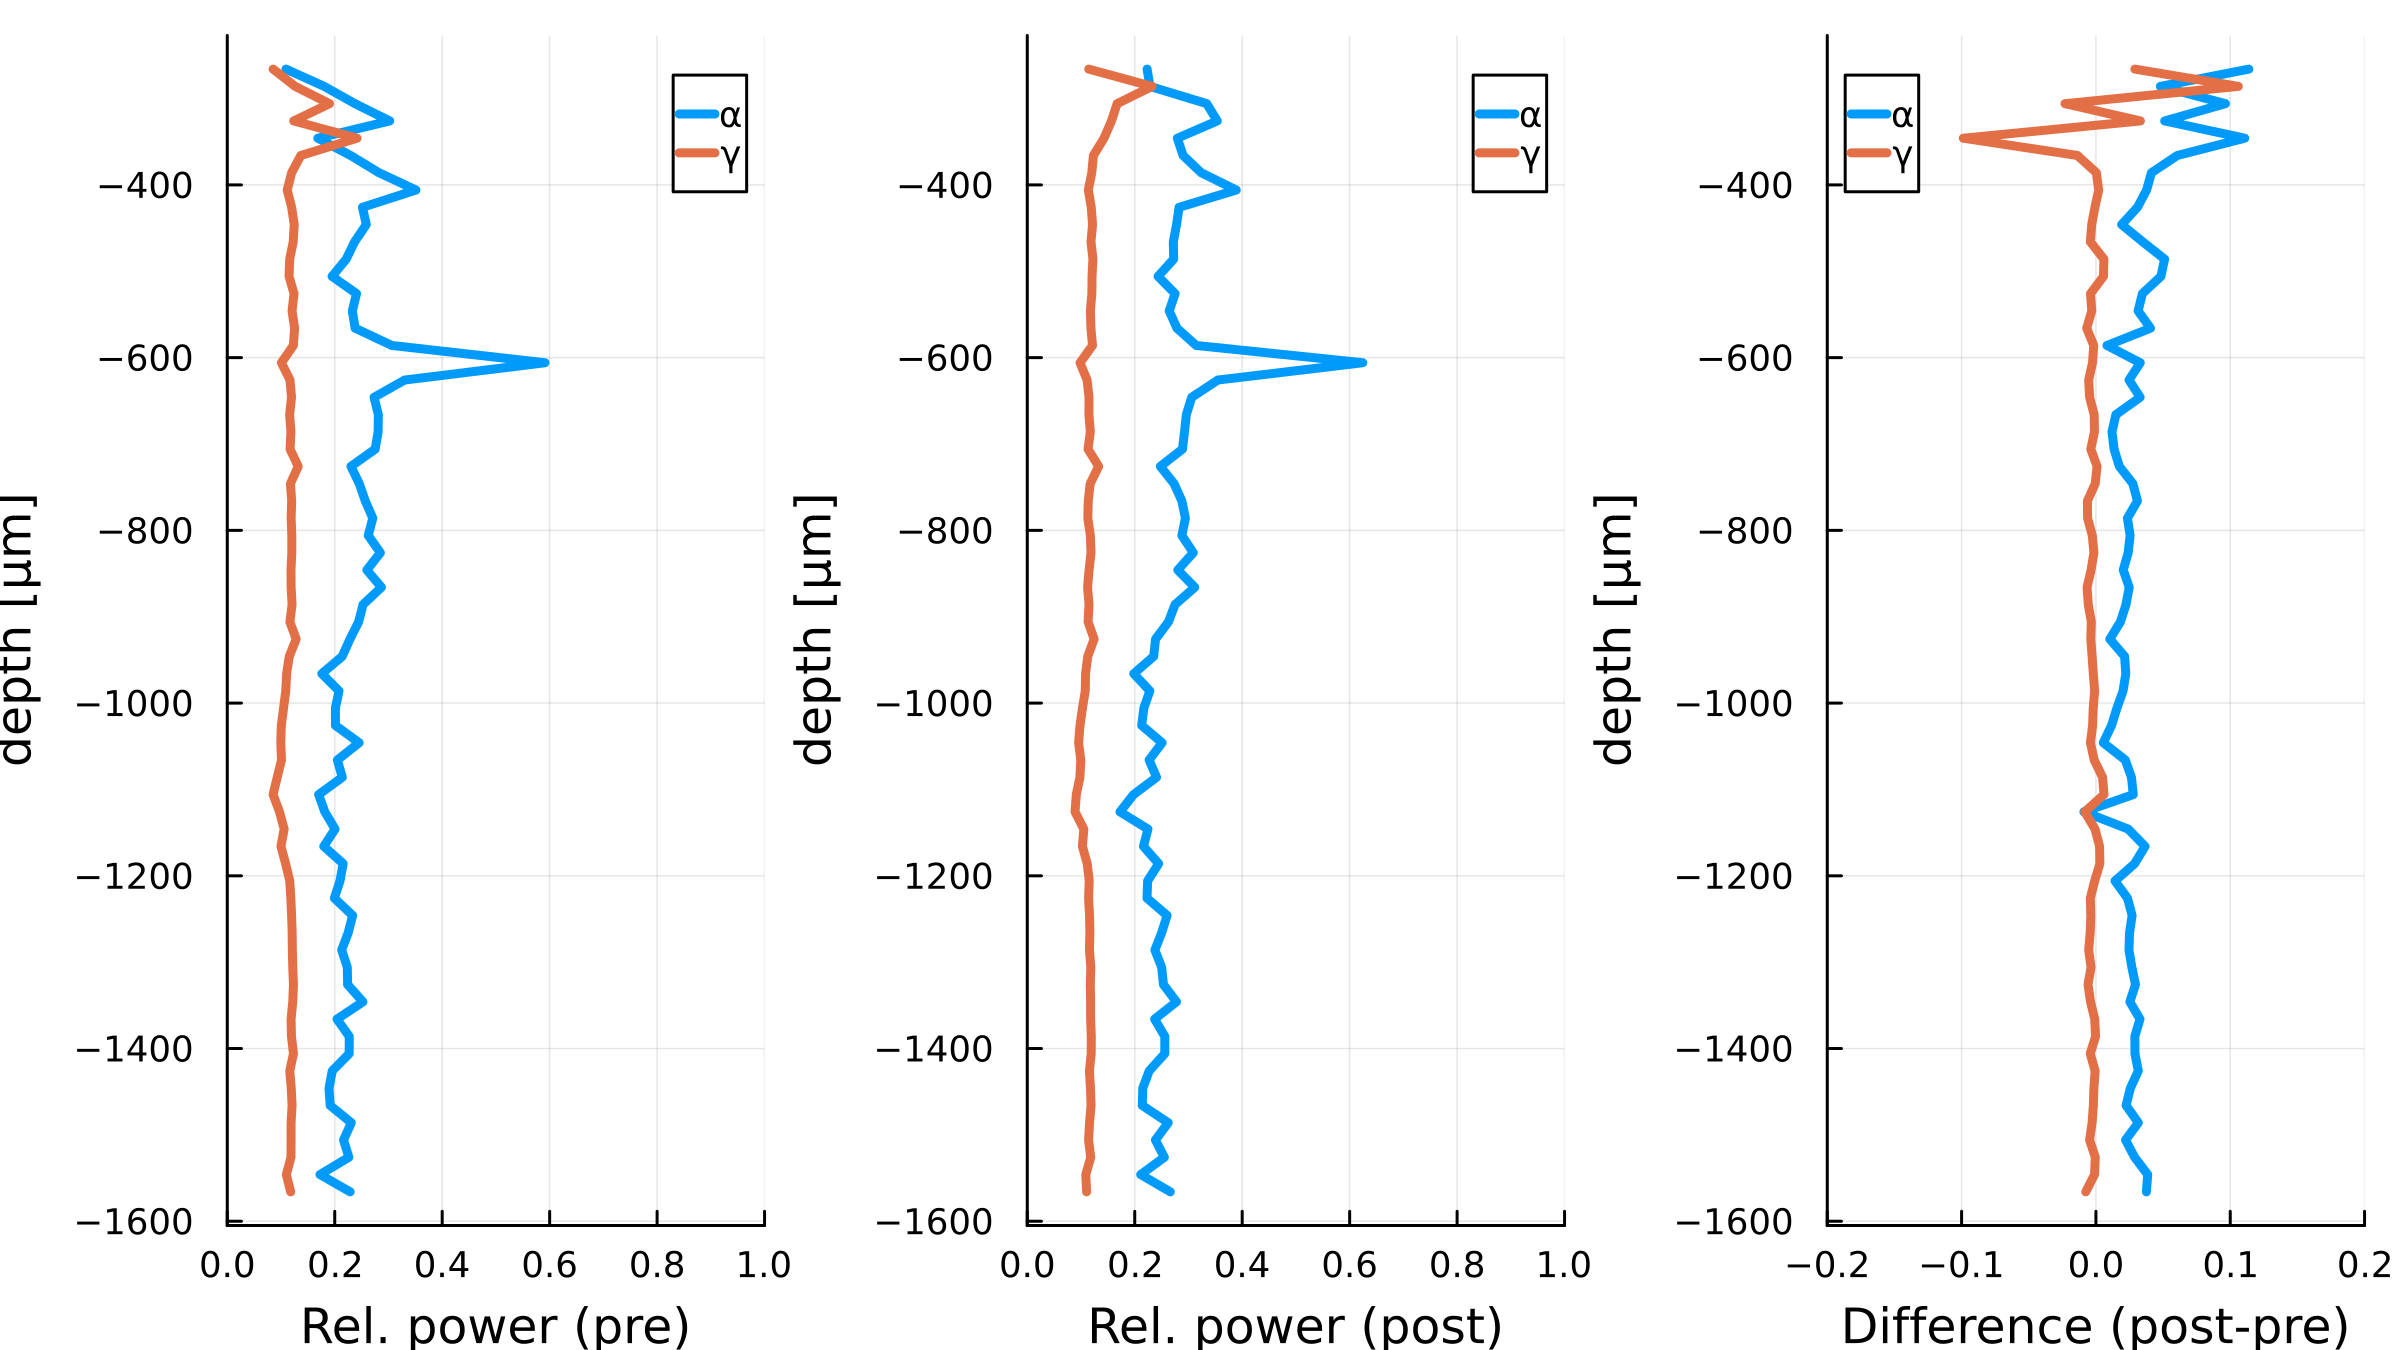 α
γ
−400
−600
−800
−1000
−1200
−1400
−1600
depth [μm]
0.0 0.2 0.4 0.6 0.8 1.0
Rel. power (pre)
α
γ
−400
−600
−800
−1000
−1200
−1400
−1600
depth [μm]
0.0 0.2 0.4 0.6 0.8 1.0
Rel. power (post)
α
γ
−400
−600
−800
−1000
−1200
−1400
−1600
depth [μm]
−0.2 −0.1 0.0 0.1 0.2
Difference (post-pre)